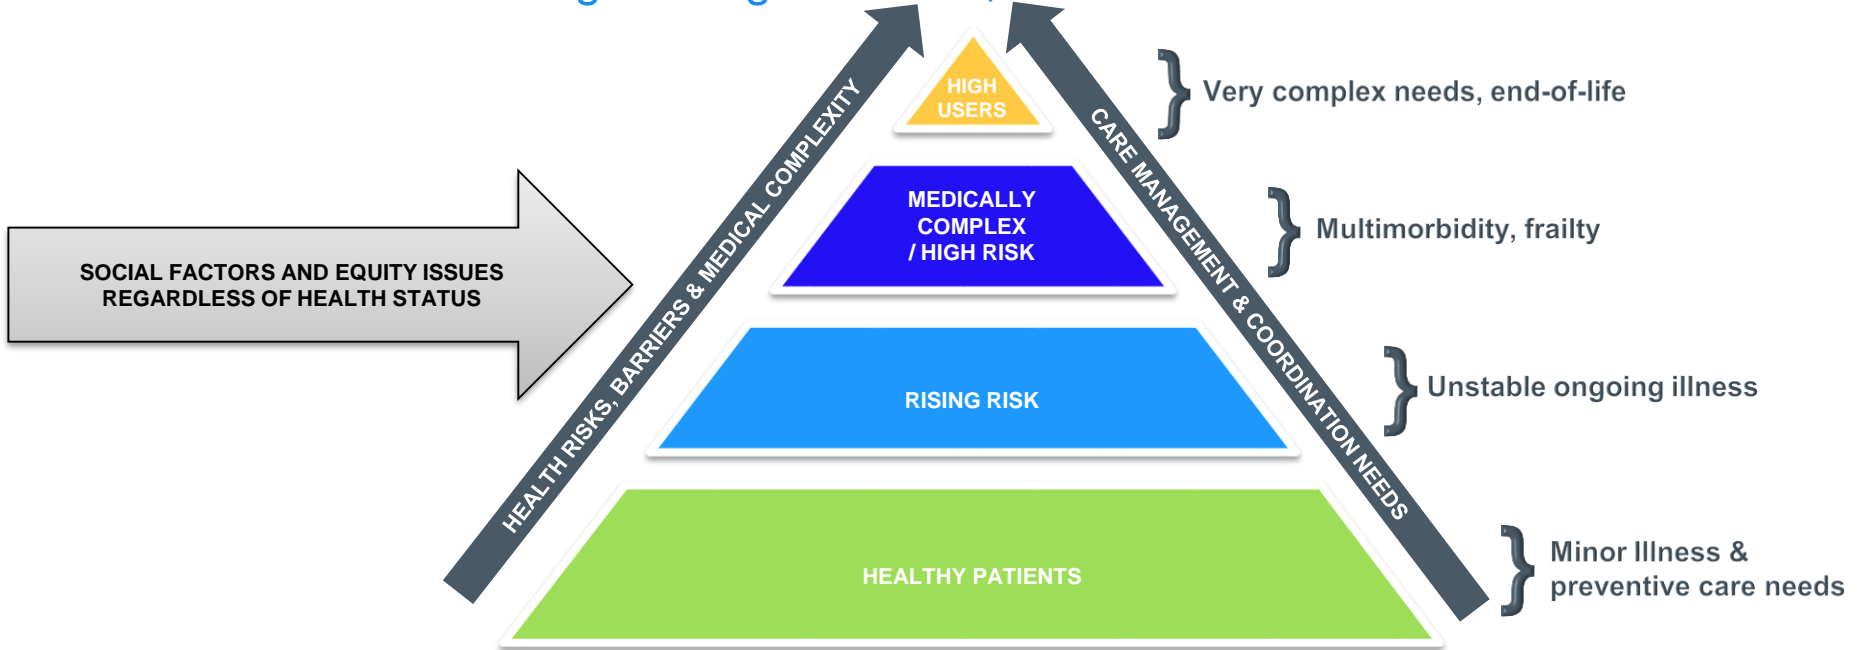 HIGH
USERS
Very complex needs, end-of-life
HEALTH RISKS, BARRIERS & MEDICAL COMPLEXITY
CARE MANAGEMENT & COORDINATION NEEDS
MEDICALLY
COMPLEX
/ HIGH RISK
Multimorbidity, frailty
SOCIAL FACTORS AND EQUITY ISSUES
REGARDLESS OF HEALTH STATUS
RISING RISK
Unstable ongoing illness
HEALTHY PATIENTS
Minor Illness &
preventive care needs